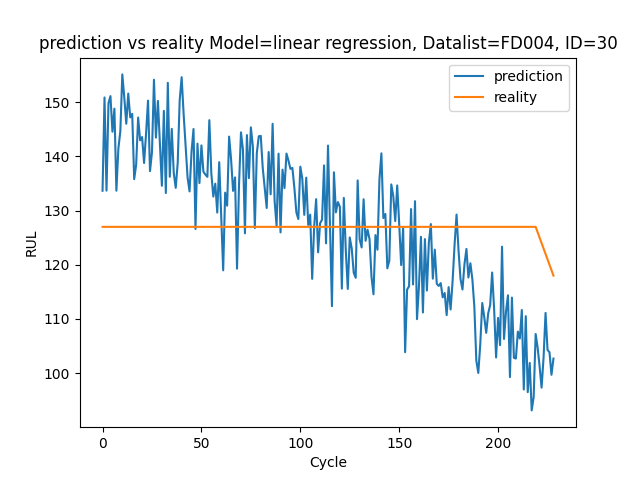 prediction vs reality Model=linear regression, Datalist=FD004, ID=30
prediction
reality
RUL
150
140
130
120
110
100
0
50
100
150
200
Cycle